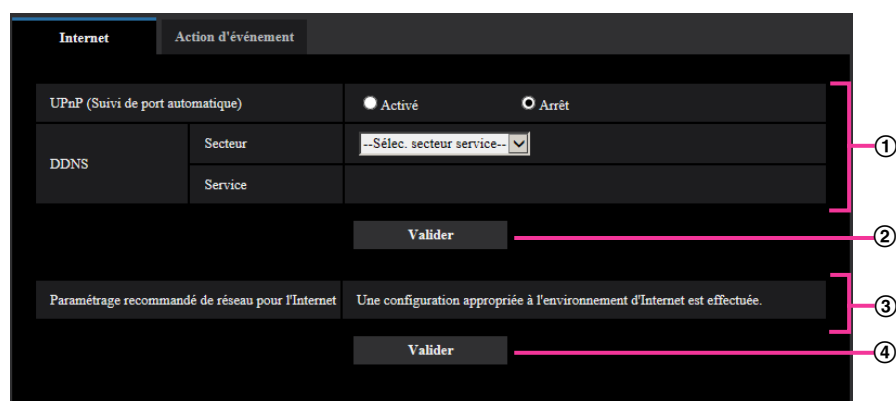 Internet
Action d'événement
UPnP (Suivi de port automatique)
Activé
Arrêt
DDNS
Secteur
--Sélec. secteur service--
Service
①
Valider
②
Paramétrage recommandé de réseau pour l'Internet
Une configuration appropriée à l'environnement d'Internet est effectuée.
③
Valider
④